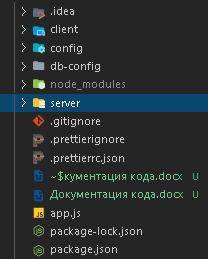 .idea
client
config
db-config
node_modules
server
.gitignore
.prettierignore
.prettierrc.json
~$кументация кода.docx U
Документация кода.docx U
JS app.js
package-lock.json
package.json